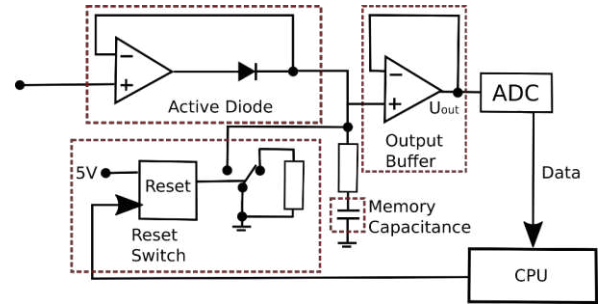 −
+
Active Diode
−
+
Uout
Output
Buffer
ADC
5V
Reset
Reset
Switch
Memory
Capacitance
Data
CPU